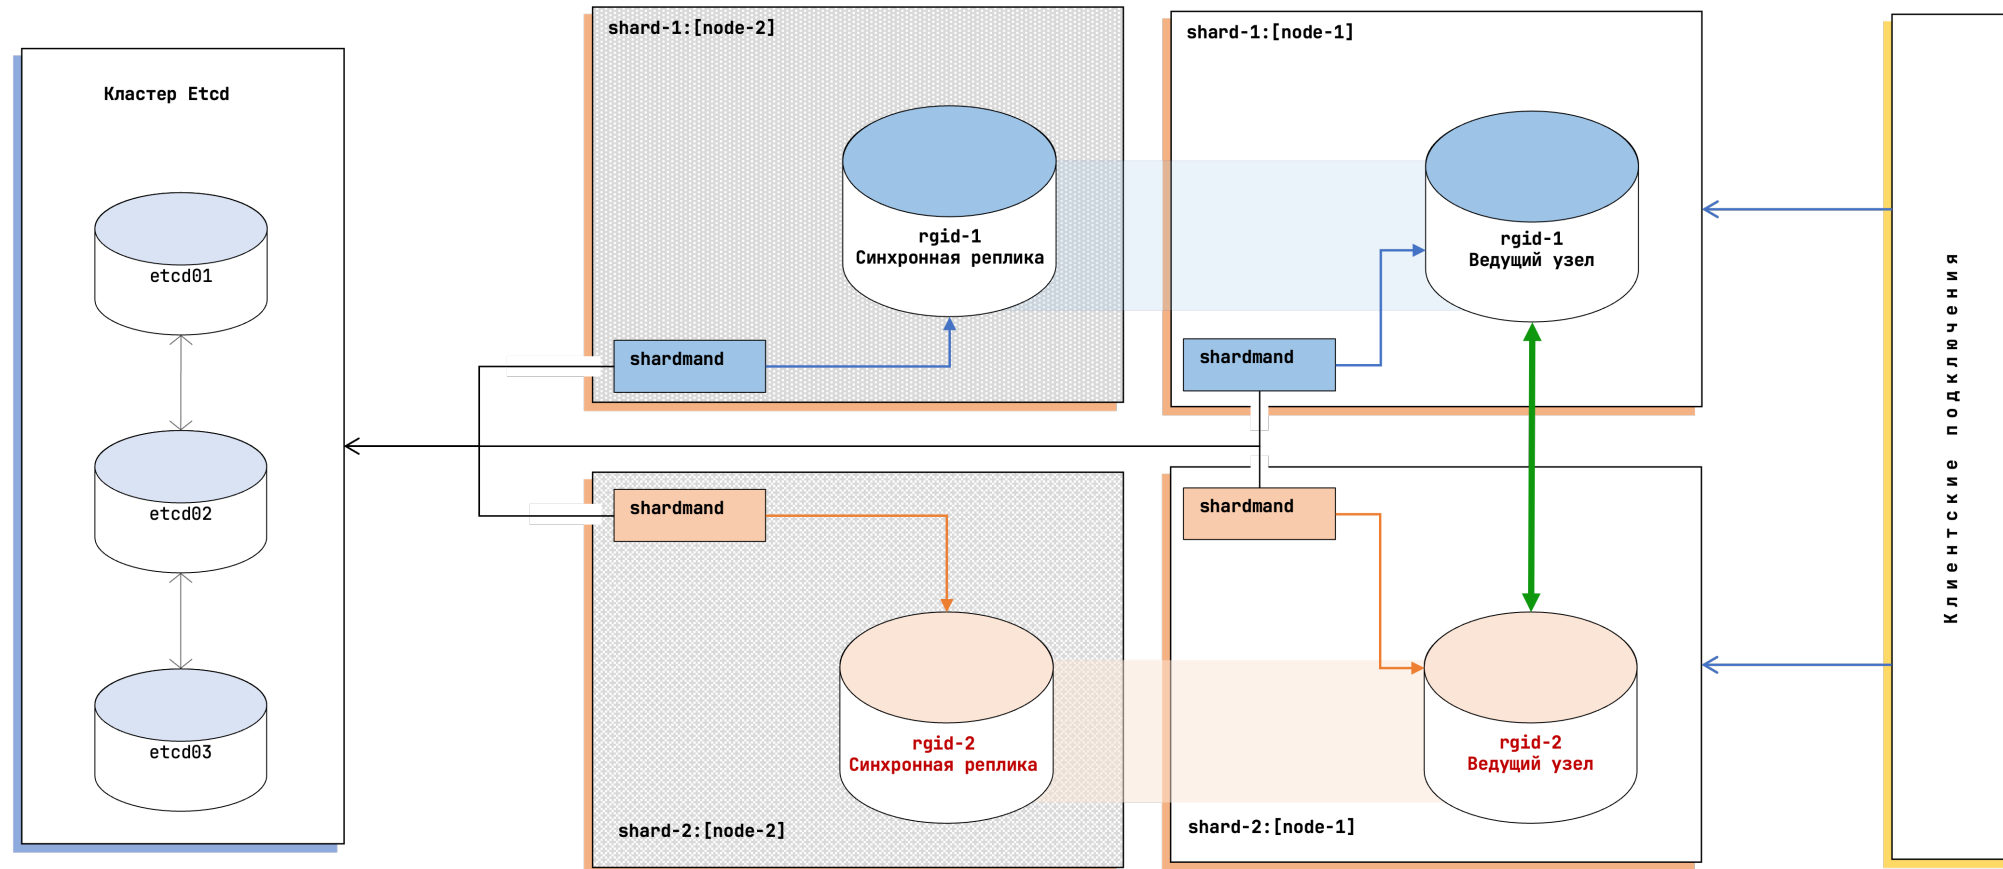 Кластер Etcd
etcd01
etcd02
etcd03
shard-1:[node-2]
rgid-1
Синхронная реплика
shardmand
shard-1:[node-1]
rgid-1
Ведущий узел
shardmand
shardmand
rgid-2
Синхронная реплика
shard-2:[node-2]
shardmand
rgid-2
Ведущий узел
shard-2:[node-1]
Клиентские подключения